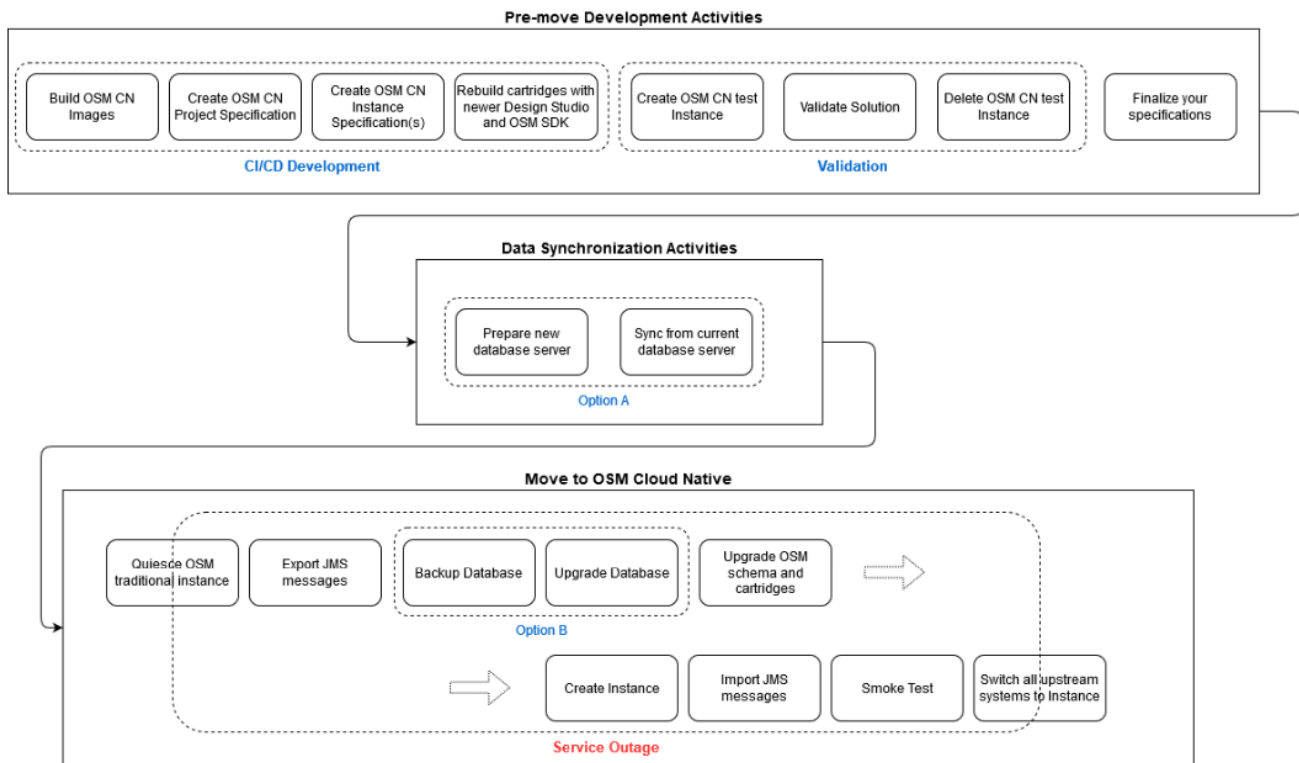 Pre-move Development Activities
Build OSM CN
Images
Create OSM CN
Project Specification
Create OSM CN
Instance
Specification(s)
Rebuild cartridges with
newer Design Studio
and OSM SDK
CI/CD Development
Create OSM CN test
Instance
Validate Solution
Delete OSM CN test
Instance
Validation
Finalize your
specifications
Data Synchronization Activities
Prepare new
database server
Sync from current
database server
Option A
Move to OSM Cloud Native
Quiesce OSM
traditional instance
Export JMS
messages
Backup Database
Upgrade Database
Option B
Upgrade OSM
schema and
cartridges
Create Instance
Import JMS
messages
Smoke Test
Switch all upstream
systems to Instance
Service Outage